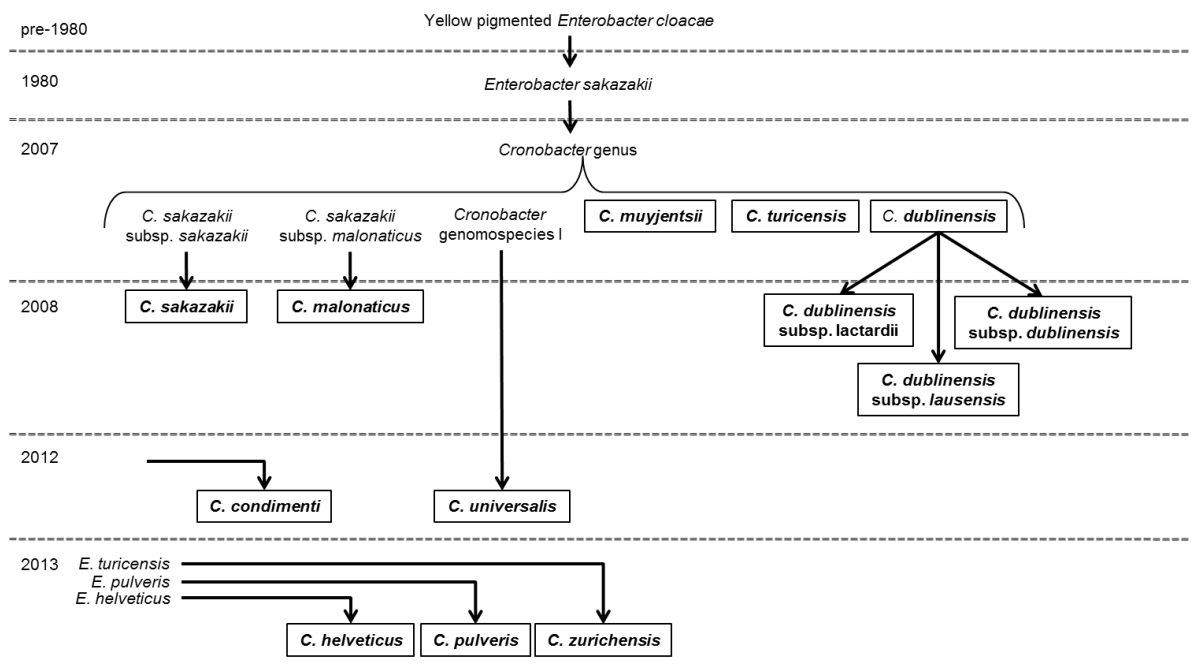 pre-1980
Yellow pigmented Enterobacter cloacae
1980
Enterobacter sakazakii
2007
Cronobacter genus
C. sakazakii
subsp. sakazakii
C. sakazakii
subsp. malonaticus
Cronobacter
genomospecies I
C. muyjentsii
C. turicensis
C. dublinensis
2008
C. sakazakii
C. malonaticus
C. dublinensis
subsp. lactardii
C. dublinensis
subsp. dublinensis
C. dublinensis
subsp. lausensis
2012
C. condimenti
C. universalis
2013
E. turicensis
E. pulveris
E. helveticus
C. helveticus
C. pulveris
C. zurichensis